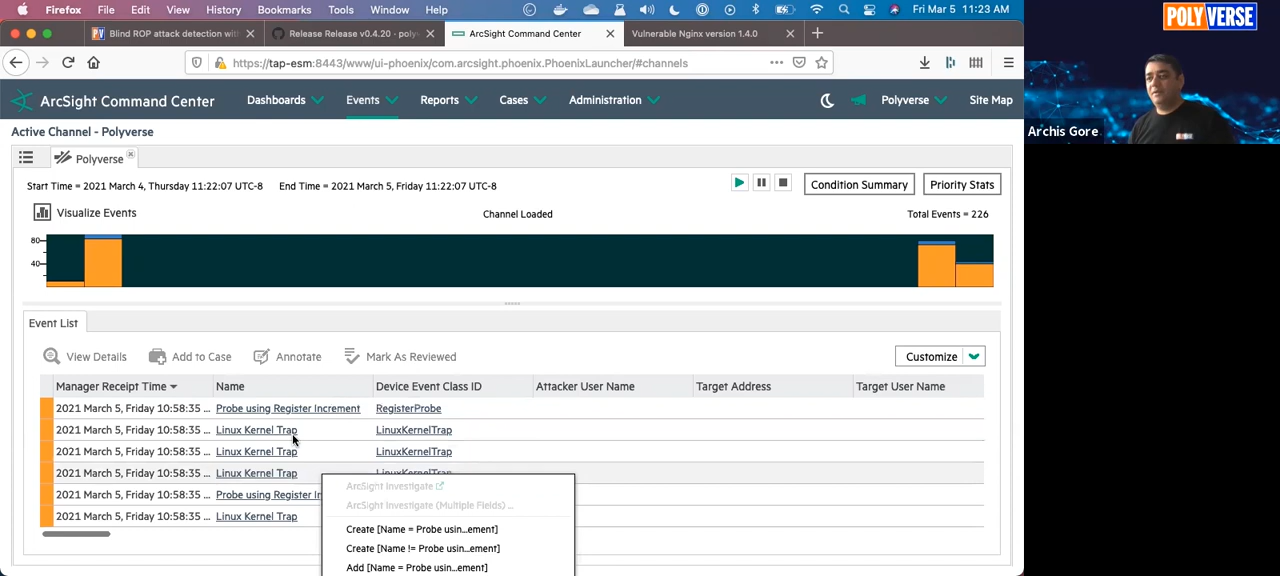 Firefox File Edit View History Bookmarks Tools Window Help Fri Mar 5 11:23 AM
POLYVERSE
Blind ROP attack detection with
Release Release v0.4.20 · poly
ArcSight Command Center
Vulnerable Nginx version 1.4.0
https://tap-esm:8443/www/ui-phoenix/com.arcsight.phoenix.PhoenixLauncher/#channels
ArcSight Command Center Dashboards Events Reports Cases Administration Polyverse Site Map
Archis Gore
Active Channel - Polyverse
Polyverse
Start Time = 2021 March 4, Thursday 11:22:07 UTC-8 End Time = 2021 March 5, Friday 11:22:07 UTC-8
Condition Summary Priority Stats
Visualize Events Channel Loaded Total Events = 226
80
40
Event List
View Details Add to Case Annotate Mark As Reviewed Customize
Manager Receipt Time Name Device Event Class ID Attacker User Name Target Address Target User Name
2021 March 5, Friday 10:58:35 ... Probe using Register Increment RegisterProbe
2021 March 5, Friday 10:58:35 ... Linux Kernel Trap LinuxKernelTrap
2021 March 5, Friday 10:58:35 ... Linux Kernel Trap LinuxKernelTrap
2021 March 5, Friday 10:58:35 ... Linux Kernel Trap LinuxKernelTrap
2021 March 5, Friday 10:58:35 ... Probe using Register In
2021 March 5, Friday 10:58:35 ... Linux Kernel Trap
ArcSight Investigate
ArcSight Investigate (Multiple Fields) ...
Create [Name = Probe usin...ement]
Create [Name != Probe usin...ement]
Add [Name = Probe usin...ement]